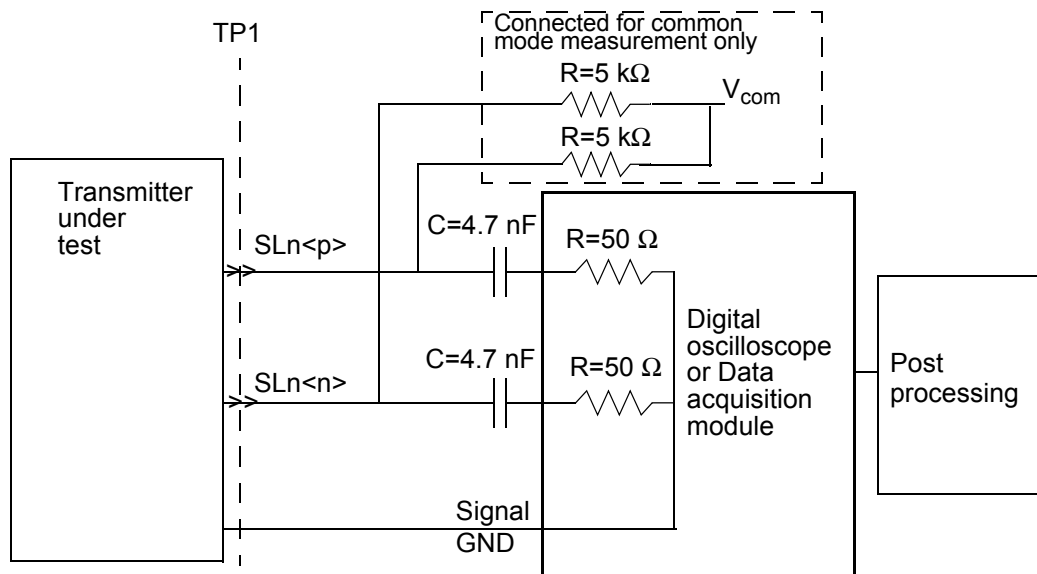 TP1
Connected for common
mode measurement only
R=5 kΩ
Vcom
R=5 kΩ
Transmitter
under
test
SLn<p>
C=4.7 nF
R=50 Ω
SLn<n>
C=4.7 nF
R=50 Ω
Digital
oscilloscope
or Data
acquisition
module
Post
processing
Signal
GND